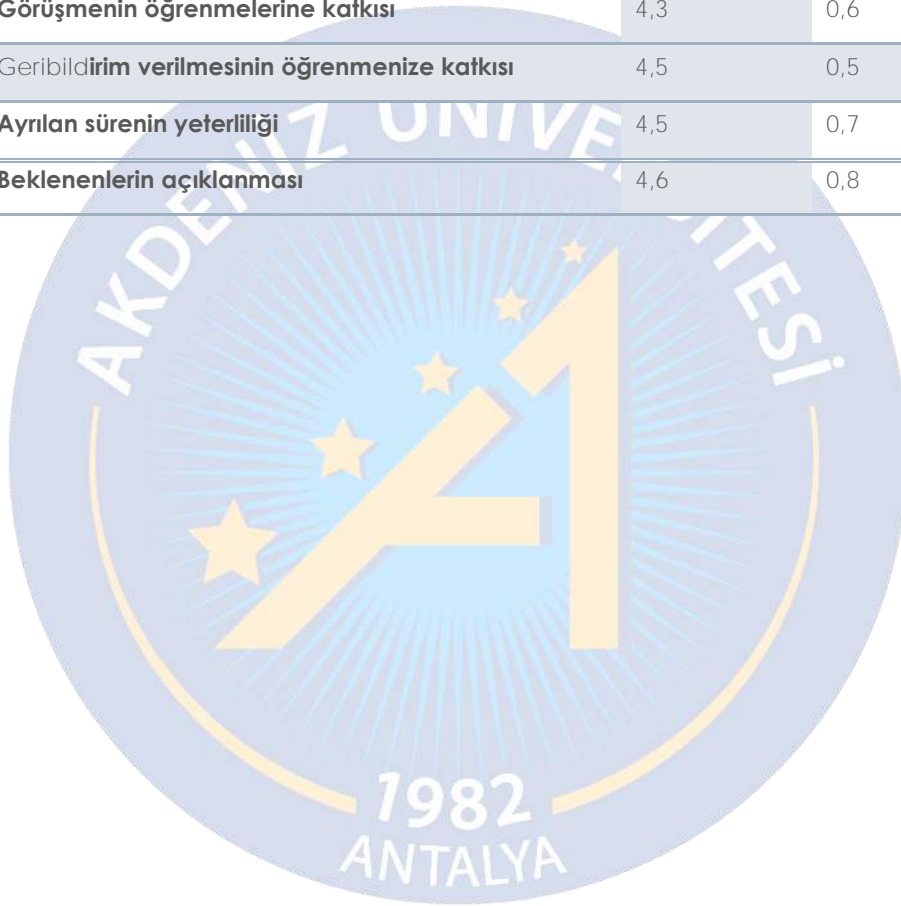 Görüşmenin öğrenmelerine katkısı 4,3 0,6
Geribildirim verilmesinin öğrenmenize katkısı 4,5 0,5
Ayrılan sürenin yeterliliği 4,5 0,7
Beklenenlerin açıklanması 4,6 0,8
AKDENİZ ÜNİVERSİTESİ
1982
ANTALYA